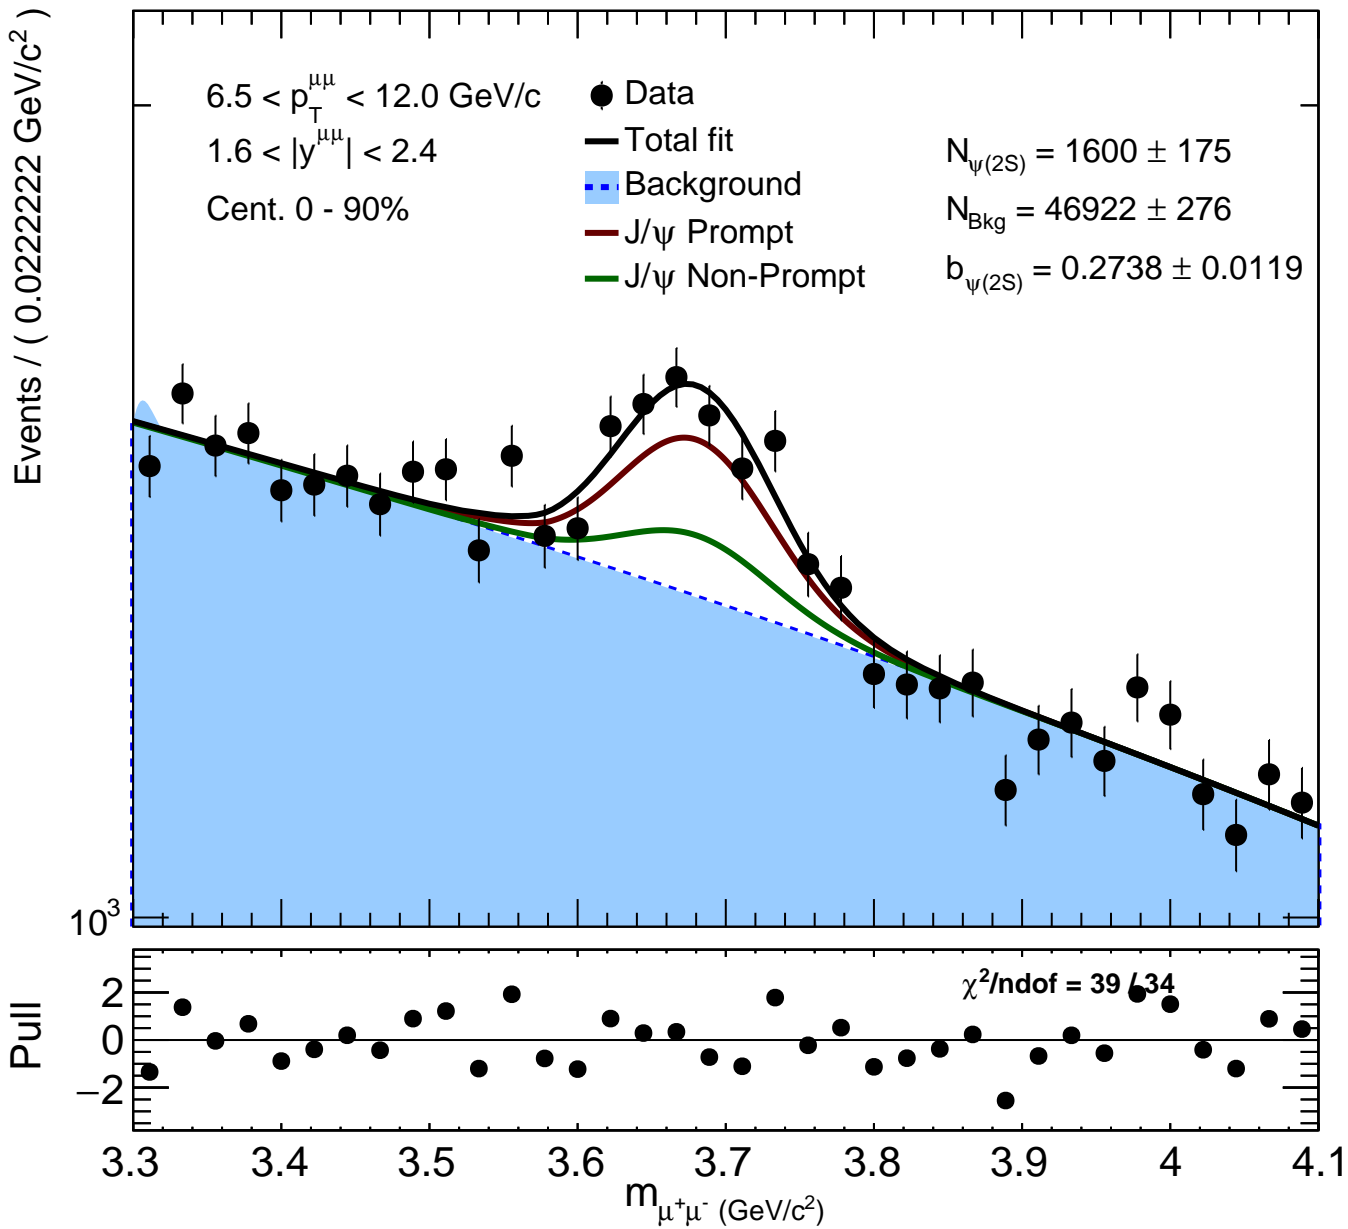 Events / ( 0.0222222 GeV/c² )
6.5 < p_T^μμ < 12.0 GeV/c
1.6 < |y^μμ| < 2.4
Cent. 0 - 90%
Data
Total fit
Background
J/ψ Prompt
J/ψ Non-Prompt
N_ψ(2S) = 1600 ± 175
N_Bkg = 46922 ± 276
b_ψ(2S) = 0.2738 ± 0.0119
10³
Pull
2
0
−2
χ²/ndof = 39 / 34
3.3 3.4 3.5 3.6 3.7 3.8 3.9 4 4.1
m_μ⁺μ⁻ (GeV/c²)